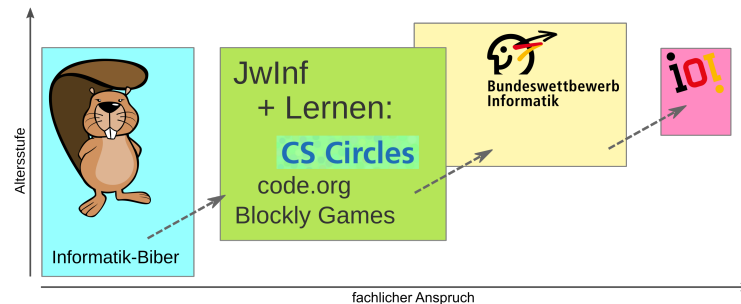 Altersstufe
Informatik-Biber
JwInf
+ Lernen:
CS Circles
code.org
Blockly Games
Bundeswettbewerb
Informatik
io!
fachlicher Anspruch